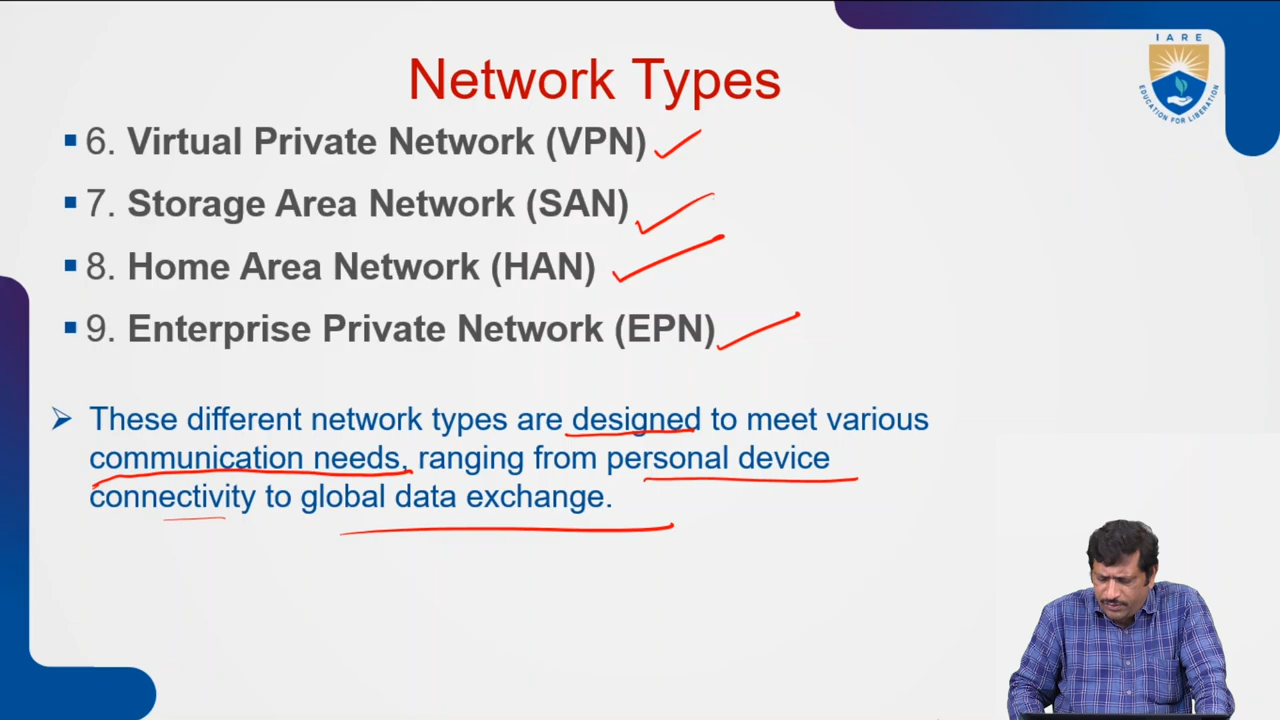 Network Types
IARE
EDUCATION FOR LIBERATION
6. Virtual Private Network (VPN)
7. Storage Area Network (SAN)
8. Home Area Network (HAN)
9. Enterprise Private Network (EPN)
These different network types are designed to meet various
communication needs, ranging from personal device
connectivity to global data exchange.